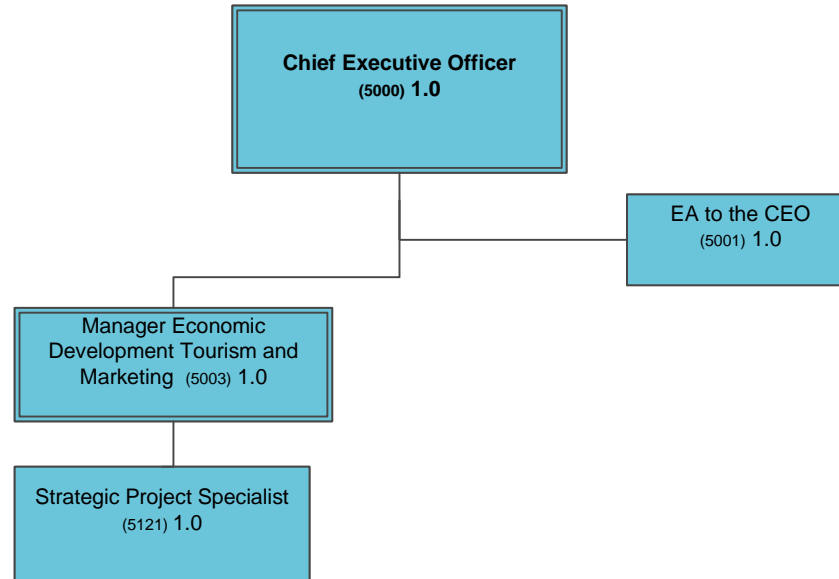 Chief Executive Officer
(5000) 1.0
EA to the CEO
(5001) 1.0
Manager Economic
Development Tourism and
Marketing (5003) 1.0
Strategic Project Specialist
(5121) 1.0